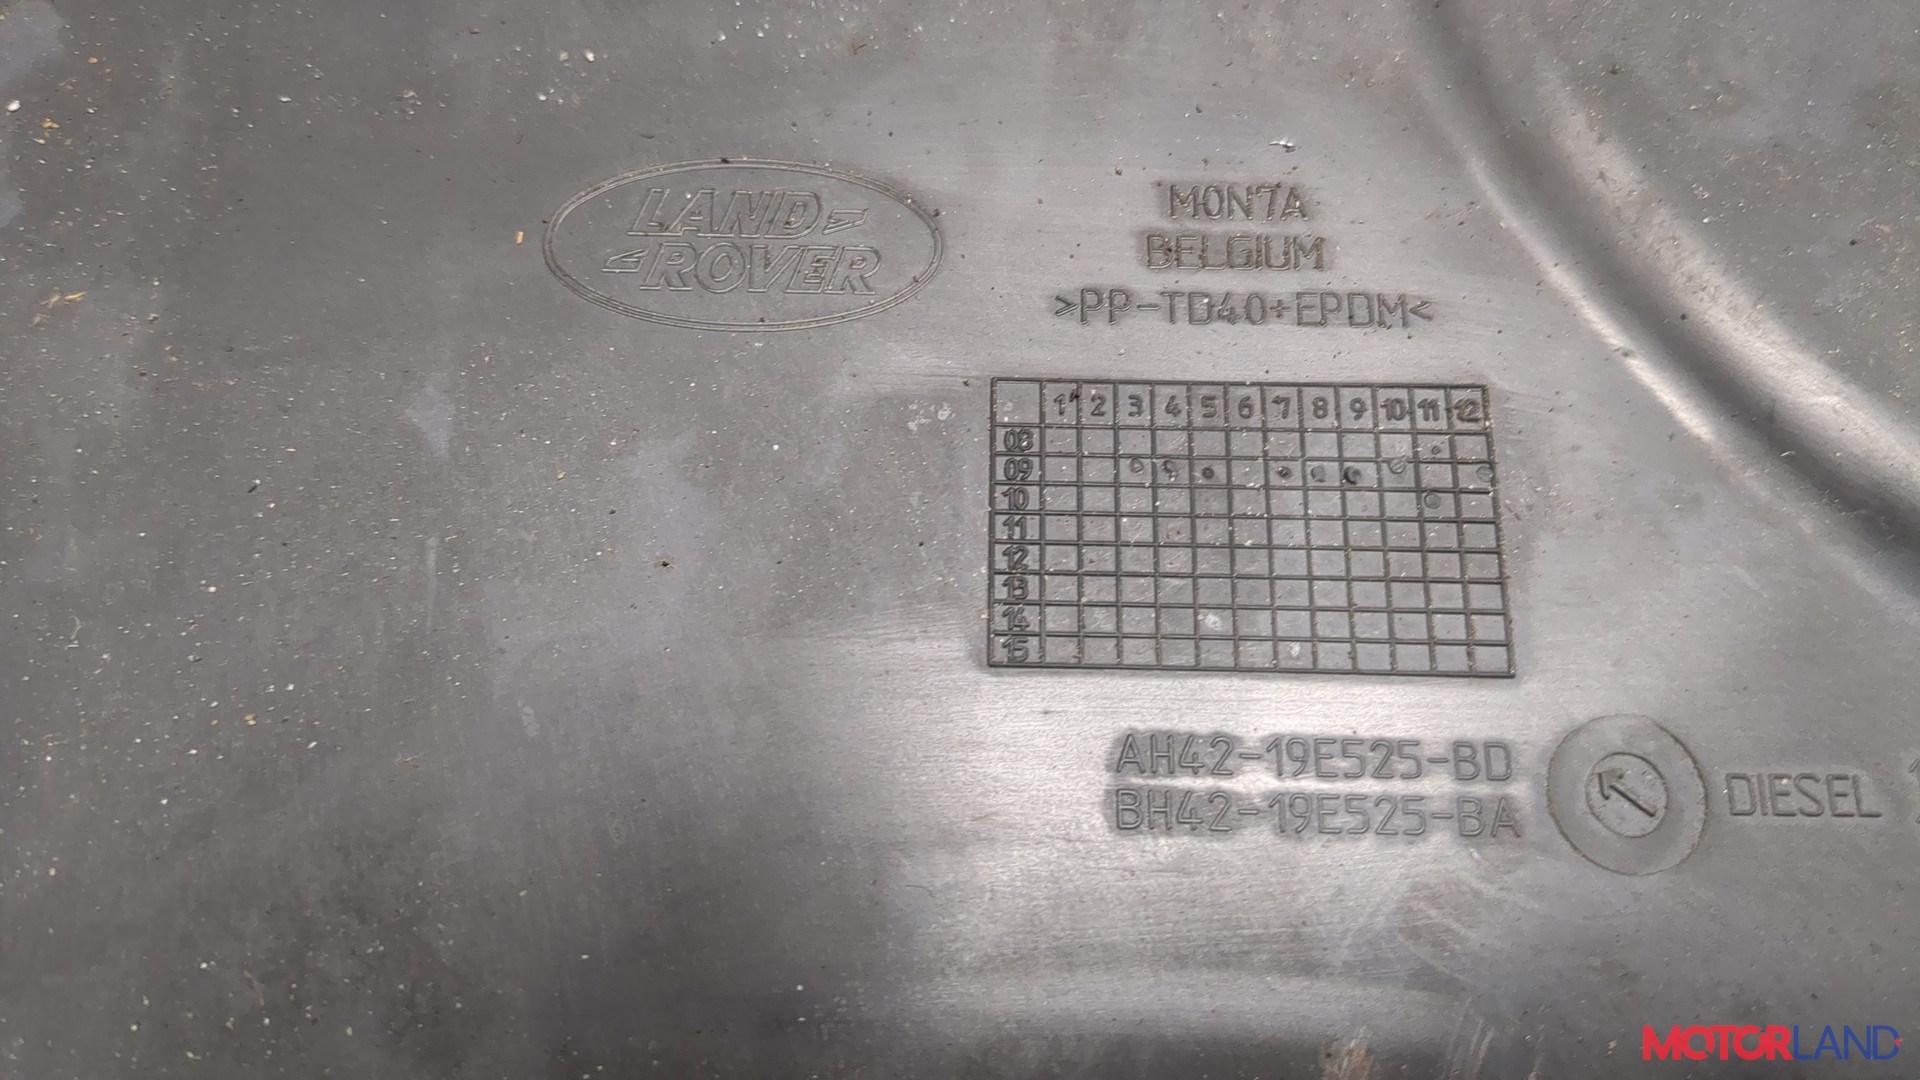 LAND
ROVER
MONTA
BELGIUM
>PP-TD40+EPDM<
1 2 3 4 5 6 7 8 9 10 11 12
08
09
10
11
12
13
14
15
AH42-19E525-BD
BH42-19E525-BA
DIESEL
MOTORLAND